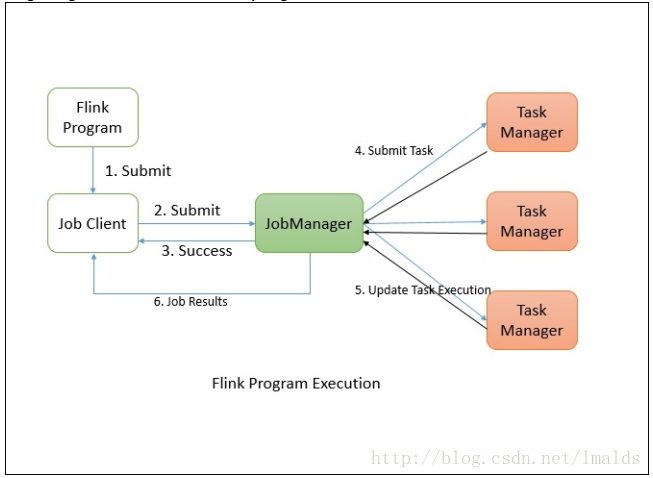 Flink
Program
1. Submit
Job Client
2. Submit
JobManager
3. Success
6. Job Results
4. Submit Task
Task
Manager
Task
Manager
5. Update Task Execution
Task
Manager
Flink Program Execution
http://blog.csdn.net/lmalds